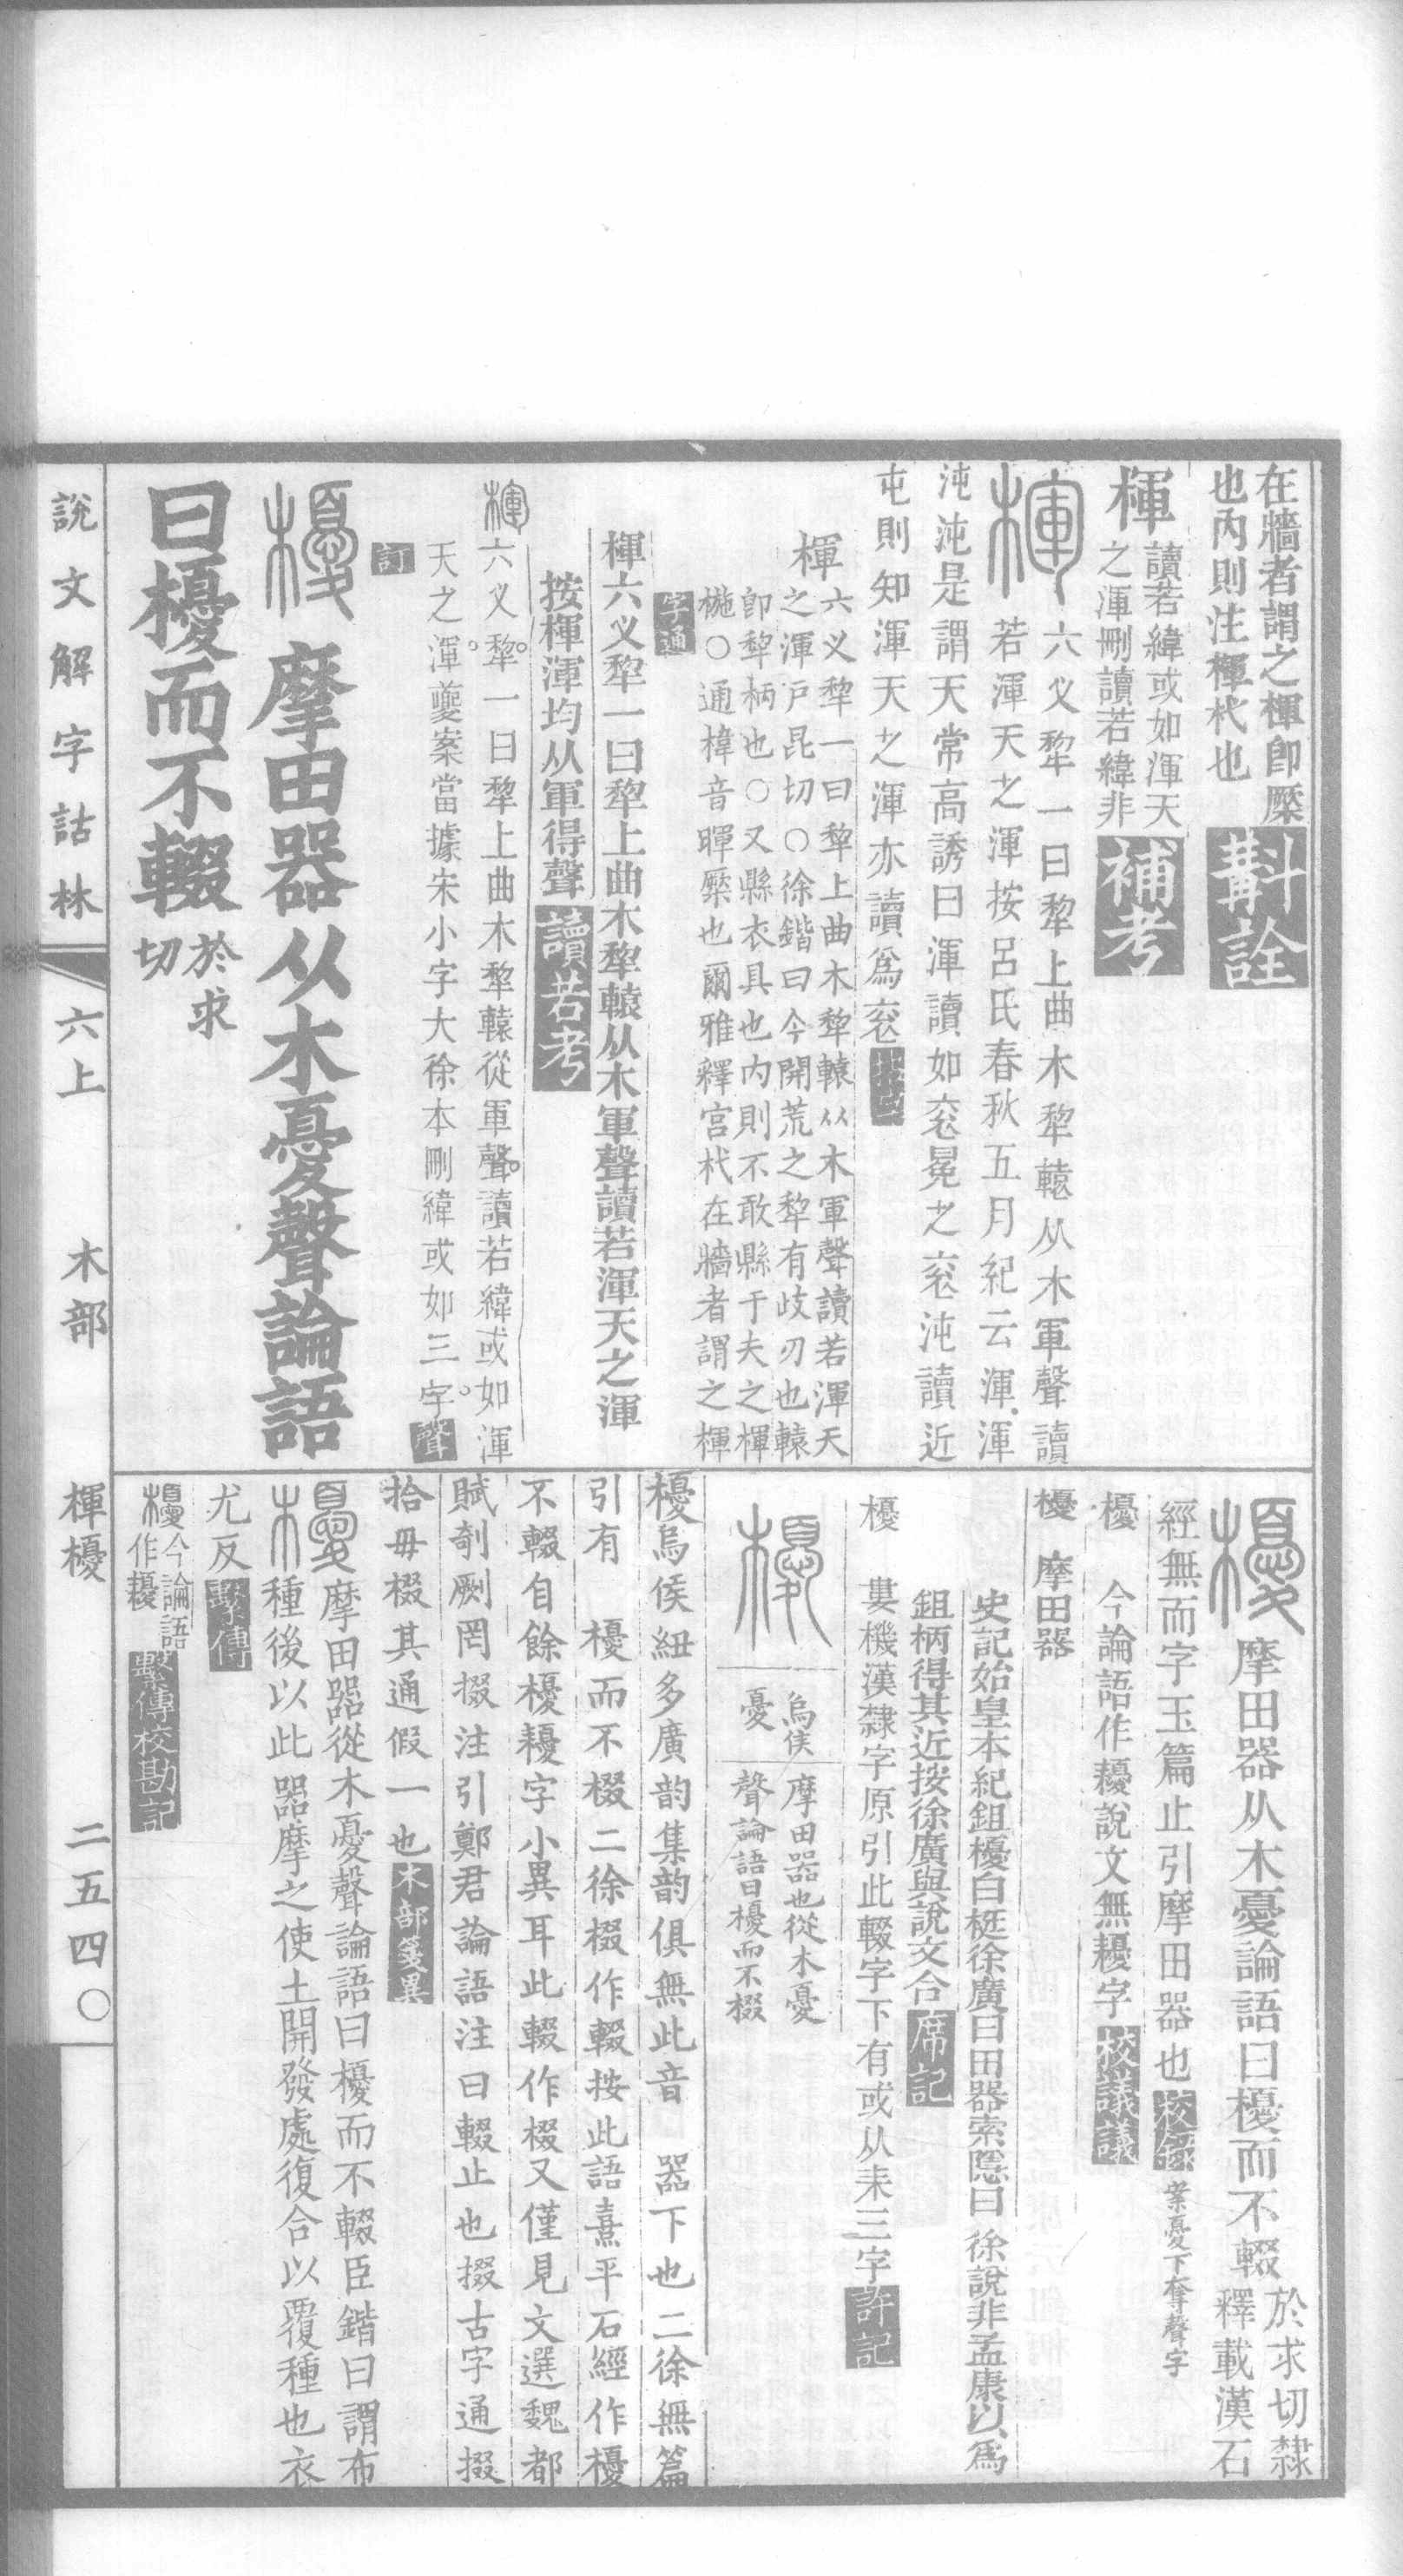 在牆者謂之楎卽橜
也內則注楎杙也
斠詮
楎
讀若緯或如渾天
之渾刪讀若緯非
補考
楎
六义犂一曰犂上曲木犂轅从木軍聲讀
若渾天之渾按呂氏春秋五月紀云渾渾
沌沌是謂天常高誘曰渾讀如衮冕之衮沌讀近
屯則知渾天之渾亦讀爲衮
楎
六义犂一曰犂上曲木犂轅从木軍聲讀若渾天
之渾戸昆切○徐鍇曰今開荒之犂有歧刃也轅
卽犂柄也○又縣衣具也內則不敢縣于夫之楎
椸○通楎音暉橜也爾雅釋宮杙在牆者謂之楎
字通
楎六义犂一曰犂上曲木犂轅从木軍聲讀若渾天之渾
按楎渾均从軍得聲
讀若考
楎
六义犂。一曰犂上曲木犂轅從軍聲。讀若緯或如渾
天之渾。夔案當據宋小字大徐本刪緯或如三字。
聲訂
櫌
摩田器从木憂聲論語
曰櫌而不輟
於求
切
櫌
摩田器从木憂論語曰櫌而不輟
於求切隸
釋載漢石
經無而字玉篇止引摩田器也
校錄
案憂下奪聲字
櫌 今論語作耰說文無耰字
校議議
櫌 摩田器
史記始皇本紀鉏櫌白梃徐廣曰田器索隱曰徐說非孟康以爲
鉏柄得其近按徐廣與說文合
席記
櫌 婁機漢隸字原引此輟字下有或从耒三字
許記
櫌
烏侯
憂
摩田器也從木憂
聲論語曰櫌而不棳
櫌烏侯紐多廣韵集韵俱無此音 器下也二徐無篇
引有 櫌而不棳二徐棳作輟按此語熹平石經作櫌
不輟自餘櫌耰字小異耳此輟作棳又僅見文選魏都
賦剞劂罔掇注引鄭君論語注曰輟止也掇古字通掇
拾毋棳其通假一也
木部箋異
櫌
摩田器從木憂聲論語曰櫌而不輟臣鍇曰謂布
種後以此器摩之使土開發處復合以覆種也衣
尤反
繫傳
櫌
今論語
作耰
繫傳校勘記
說文解字詁林
六上
木部
楎櫌
二五四〇